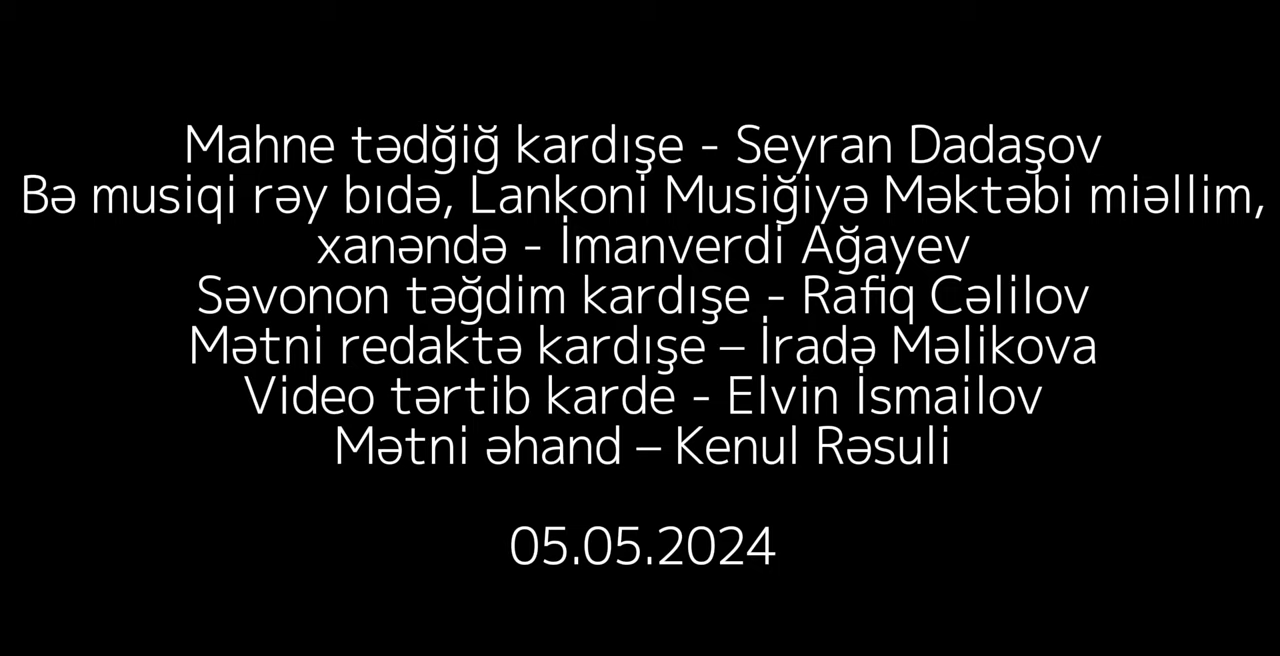 Mahne tədğiğ kardışe - Seyran Dadaşov
Bə musiqi rəy bıdə, Lankoni Musiğiyə Məktəbi miəllim,
xanəndə - İmanverdi Ağayev
Səvonon təğdim kardışe - Rafiq Cəlilov
Mətni redaktə kardışe – İradə Məlikova
Video tərtib karde - Elvin İsmailov
Mətni əhand – Kenul Rəsuli
05.05.2024